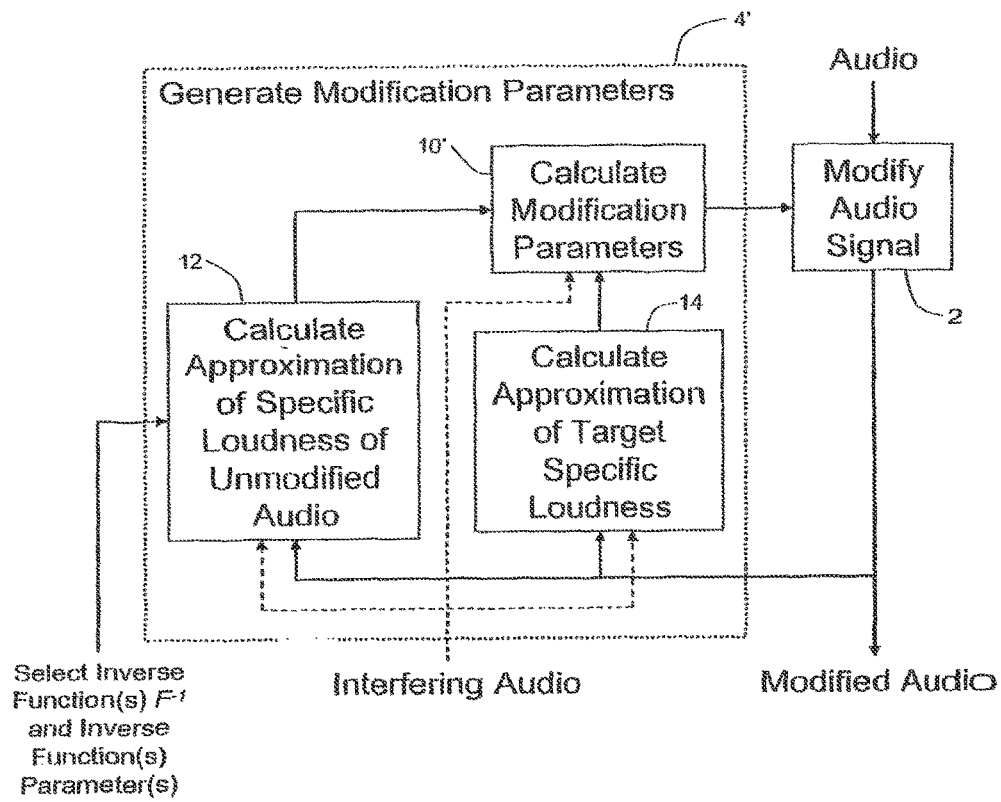 4'
Audio
Generate Modification Parameters
10'
Calculate
Modification
Parameters
Modify
Audio
Signal
2
12
Calculate
Approximation
of Specific
Loudness of
Unmodified
Audio
14
Calculate
Approximation
of Target
Specific
Loudness
Select Inverse
Function(s) F-1
and Inverse
Function(s)
Parameter(s)
Interfering Audio
Modified Audio